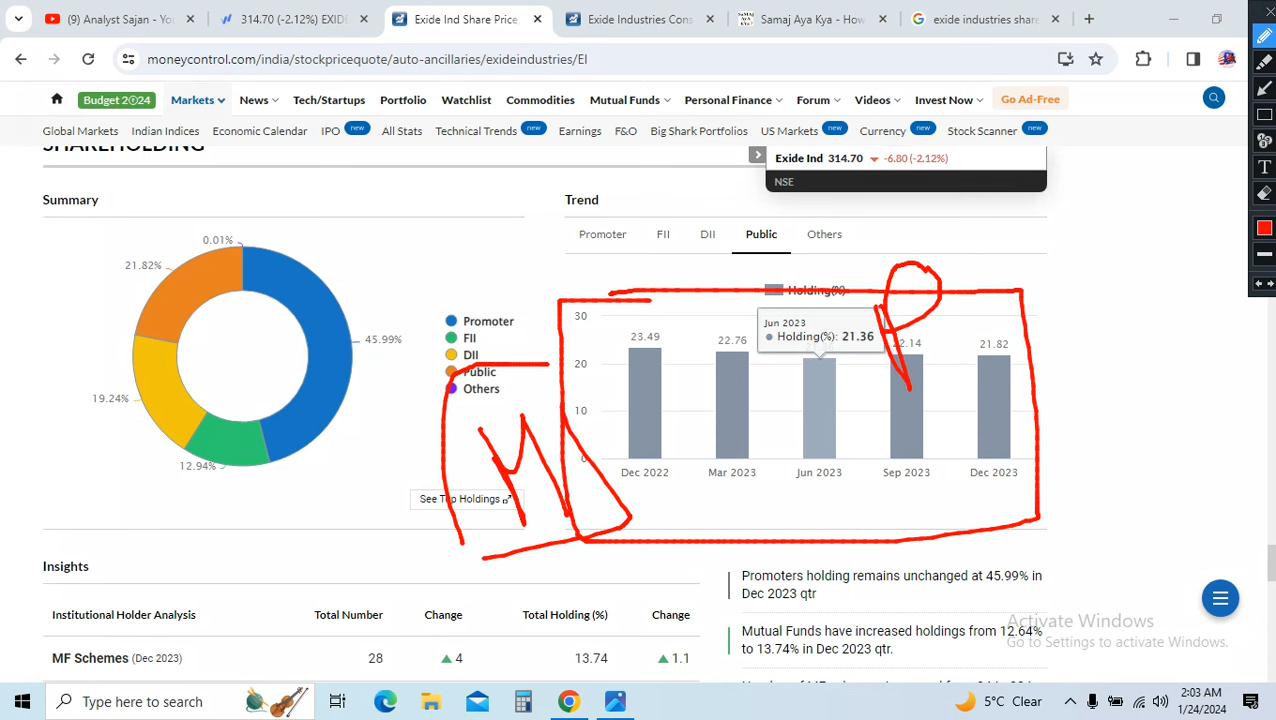 (9) Analyst Sajan - Yo
314.70 (-2.12%) EXIDE
Exide Ind Share Price,
Exide Industries Cons
Samaj Aya Kya - How
exide industries share
moneycontrol.com/india/stockpricequote/auto-ancillaries/exideindustries/EI
Budget 2024 Markets News Tech/Startups Portfolio Watchlist Commodities Mutual Funds Personal Finance Forum Videos Invest Now Go Ad-Free
Global Markets Indian Indices Economic Calendar IPO new All Stats Technical Trends new Earnings F&O Big Shark Portfolios US Markets new Currency new Stock Scanner new
SHAREHOLDING
Exide Ind 314.70 -6.80 (-2.12%)
NSE
Summary
0.01%
21.82%
45.99%
19.24%
12.94%
Promoter
FII
DII
Public
Others
See Top Holdings
Trend
Promoter FII DII Public Others
Holding(%)
Jun 2023
Holding(%): 21.36
30
20
10
0
23.49 22.76 22.14 21.82
Dec 2022 Mar 2023 Jun 2023 Sep 2023 Dec 2023
P
Insights
Institutional Holder Analysis Total Number Change Total Holding (%) Change
MF Schemes (Dec 2023) 28 4 13.74 1.1
Promoters holding remains unchanged at 45.99% in
Dec 2023 qtr
Mutual Funds have increased holdings from 12.64%
to 13.74% in Dec 2023 qtr.
Activate Windows
Go to Settings to activate Windows.
Type here to search
5°C Clear
2:03 AM
1/24/2024